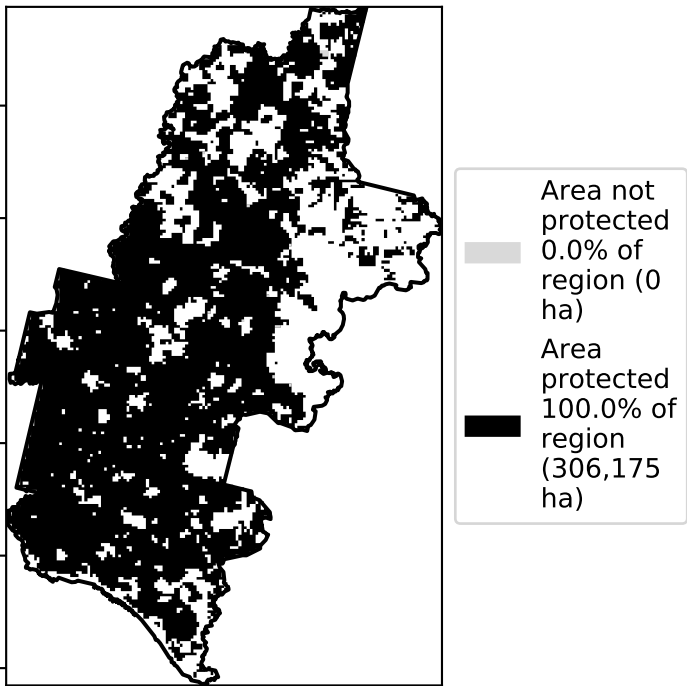 Area not
protected
0.0% of
region (0
ha)
Area
protected
100.0% of
region
(306,175
ha)